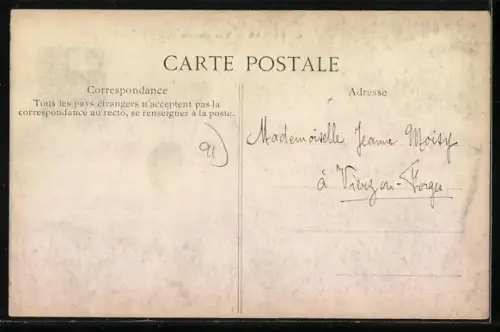 CARTE POSTALE
Correspondance
Tous les pays étrangers n'acceptent pas la
correspondance au recto, se renseigner à la poste.
91
Adresse
Mademoiselle Jeanne Moisy
à Vierzon-Forges